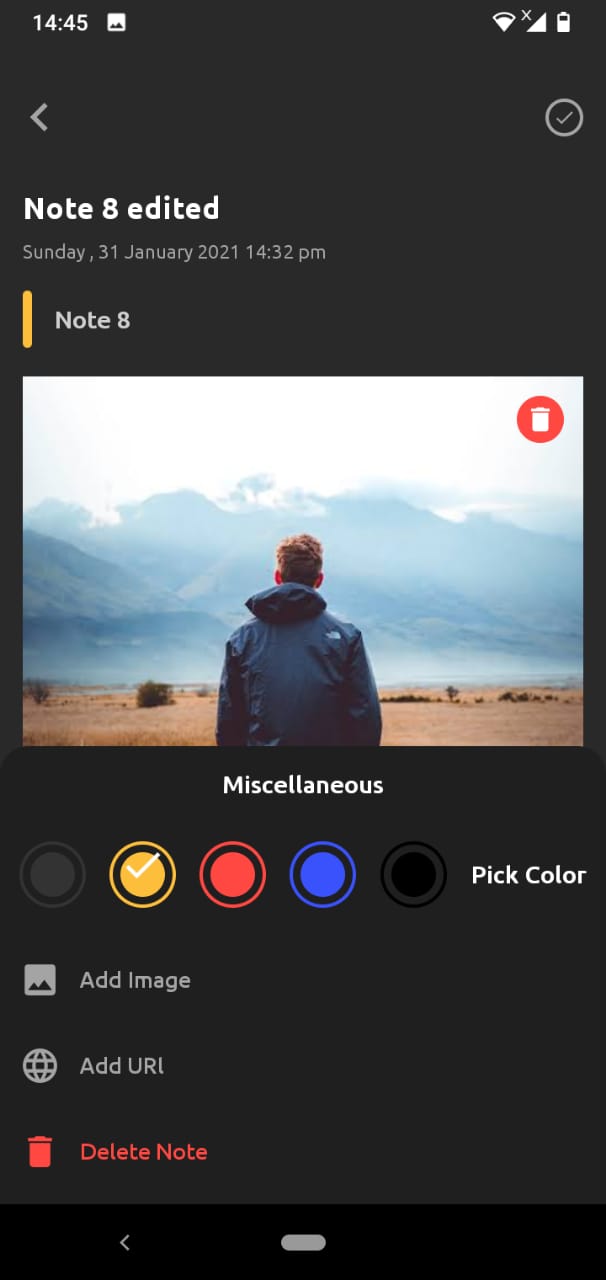 14:45
Note 8 edited
Sunday , 31 January 2021 14:32 pm
Note 8
Miscellaneous
Pick Color
Add Image
Add URl
Delete Note